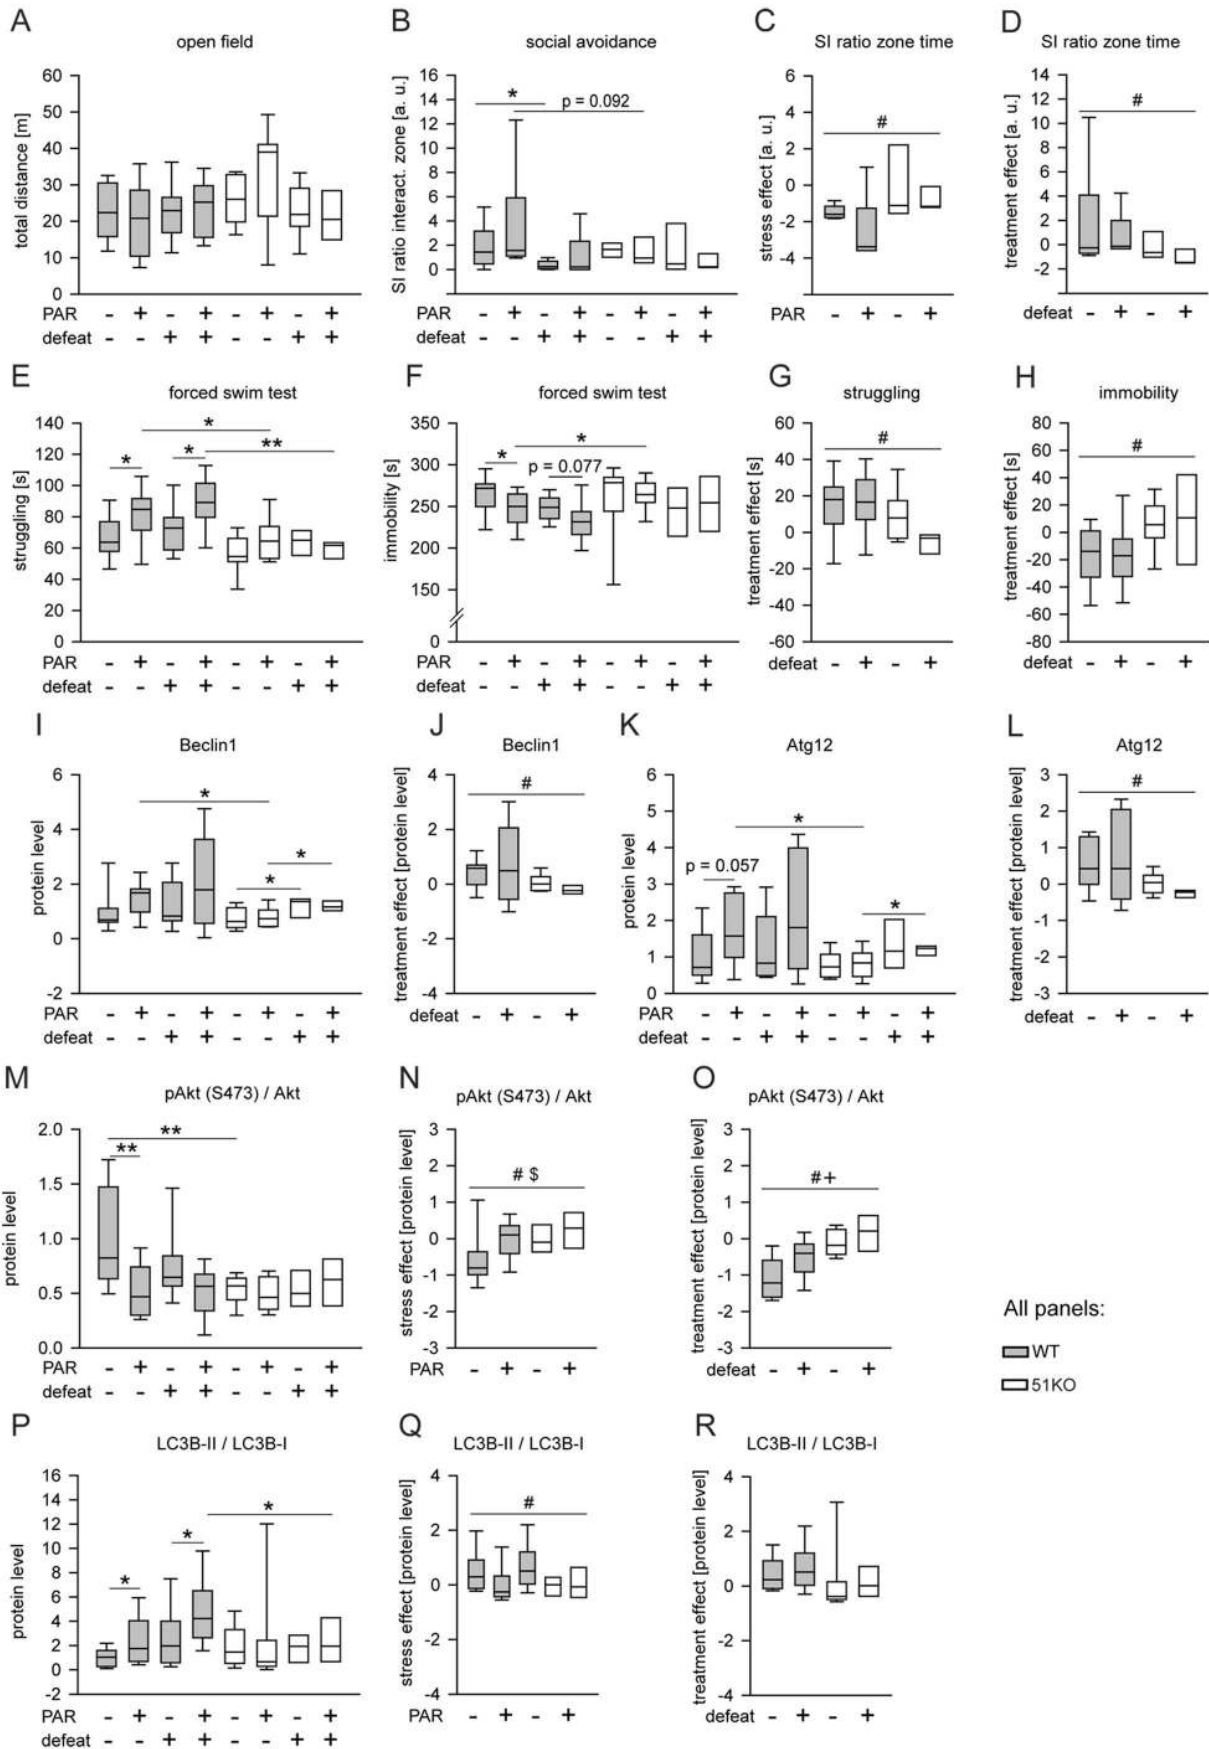 A
open field
total distance [m]
60
50
40
30
20
10
0
PAR - + - + - + - +
defeat - - + + - - + +
B
social avoidance
SI ratio interact. zone [a. u.]
16
14
12
10
8
6
4
2
0
*
p = 0.092
- + - + - + - +
- - + + - - + +
C
SI ratio zone time
stress effect [a. u.]
6
4
2
0
-2
-4
#
PAR - + - +
D
SI ratio zone time
treatment effect [a. u.]
14
12
10
8
6
4
2
0
-2
#
defeat - + - +
E
forced swim test
struggling [s]
140
120
100
80
60
40
20
0
*
*
*
**
PAR - + - + - + - +
defeat - - + + - - + +
F
forced swim test
immobility [s]
350
300
250
200
150
0
*
*
p = 0.077
PAR - + - + - + - +
defeat - - + + - - + +
G
struggling
treatment effect [s]
60
40
20
0
-20
-40
-60
#
defeat - + - +
H
immobility
treatment effect [s]
80
60
40
20
0
-20
-40
-60
-80
#
defeat - + - +
I
Beclin1
protein level
6
4
2
0
-2
*
*
*
PAR - + - + - + - +
defeat - - + + - - + +
J
Beclin1
treatment effect [protein level]
4
2
0
-2
-4
#
defeat - + - +
K
Atg12
protein level
6
5
4
3
2
1
0
p = 0.057
*
*
PAR - + - + - + - +
defeat - - + + - - + +
L
Atg12
treatment effect [protein level]
3
2
1
0
-1
-2
-3
#
defeat - + - +
M
pAkt (S473) / Akt
protein level
2.0
1.5
1.0
0.5
0.0
**
**
PAR - + - + - + - +
defeat - - + + - - + +
N
pAkt (S473) / Akt
stress effect [protein level]
3
2
1
0
-1
-2
-3
# $
PAR - + - +
O
pAkt (S473) / Akt
treatment effect [protein level]
3
2
1
0
-1
-2
-3
#+
defeat - + - +
All panels:
WT
51KO
P
LC3B-II / LC3B-I
protein level
16
14
12
10
8
6
4
2
0
-2
*
*
*
PAR - + - + - + - +
defeat - - + + - - + +
Q
LC3B-II / LC3B-I
stress effect [protein level]
4
2
0
-2
-4
#
PAR - + - +
R
LC3B-II / LC3B-I
treatment effect [protein level]
4
2
0
-2
-4
defeat - + - +